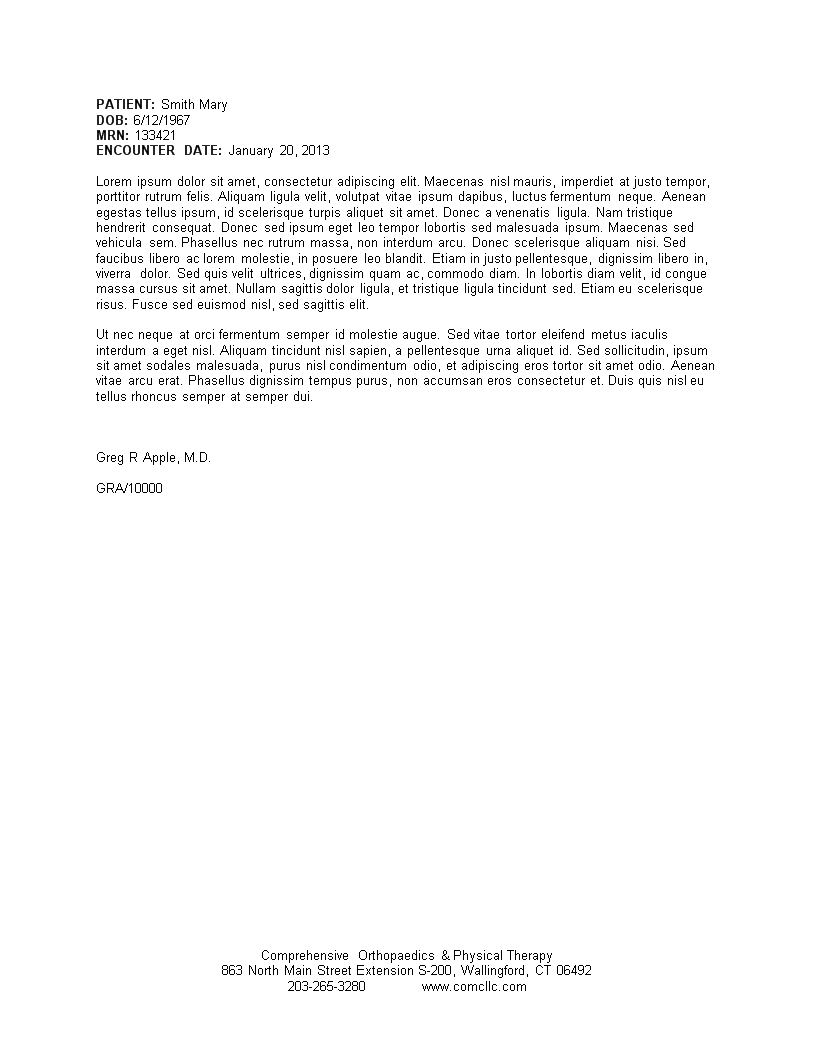 PATIENT: Smith Mary
DOB: 6/12/1967
MRN: 133421
ENCOUNTER DATE: January 20, 2013
Lorem ipsum dolor sit amet, consectetur adipiscing elit. Maecenas nisl mauris, imperdiet at justo tempor,
porttitor rutrum felis. Aliquam ligula velit, volutpat vitae ipsum dapibus, luctus fermentum neque. Aenean
egestas tellus ipsum, id scelerisque turpis aliquet sit amet. Donec a venenatis ligula. Nam tristique
hendrerit consequat. Donec sed ipsum eget leo tempor lobortis sed malesuada ipsum. Maecenas sed
vehicula sem. Phasellus nec rutrum massa, non interdum arcu. Donec scelerisque aliquam nisi. Sed
faucibus libero ac lorem molestie, in posuere leo blandit. Etiam in justo pellentesque, dignissim libero in,
viverra dolor. Sed quis velit ultrices, dignissim quam ac, commodo diam. In lobortis diam velit, id congue
massa cursus sit amet. Nullam sagittis dolor ligula, et tristique ligula tincidunt sed. Etiam eu scelerisque
risus. Fusce sed euismod nisl, sed sagittis elit.
Ut nec neque at orci fermentum semper id molestie augue. Sed vitae tortor eleifend metus iaculis
interdum a eget nisl. Aliquam tincidunt nisl sapien, a pellentesque urna aliquet id. Sed sollicitudin, ipsum
sit amet sodales malesuada, purus nisl condimentum odio, et adipiscing eros tortor sit amet odio. Aenean
vitae arcu erat. Phasellus dignissim tempus purus, non accumsan eros consectetur et. Duis quis nisl eu
tellus rhoncus semper at semper dui.
Greg R Apple, M.D.
GRA/10000
Comprehensive Orthopaedics & Physical Therapy
863 North Main Street Extension S-200, Wallingford, CT 06492
203-265-3280 www.comcllc.com